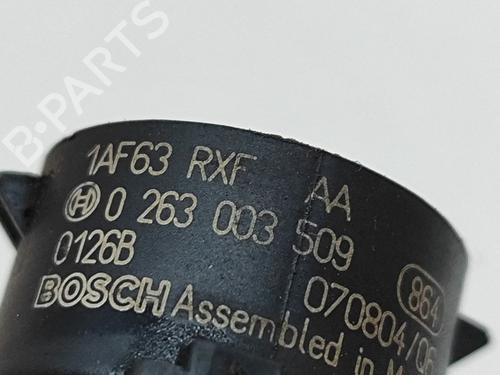 B-PARTS
1AF63 RXF AA
0 263 003 509
0126B
864
070804/06
BOSCH Assembled in M